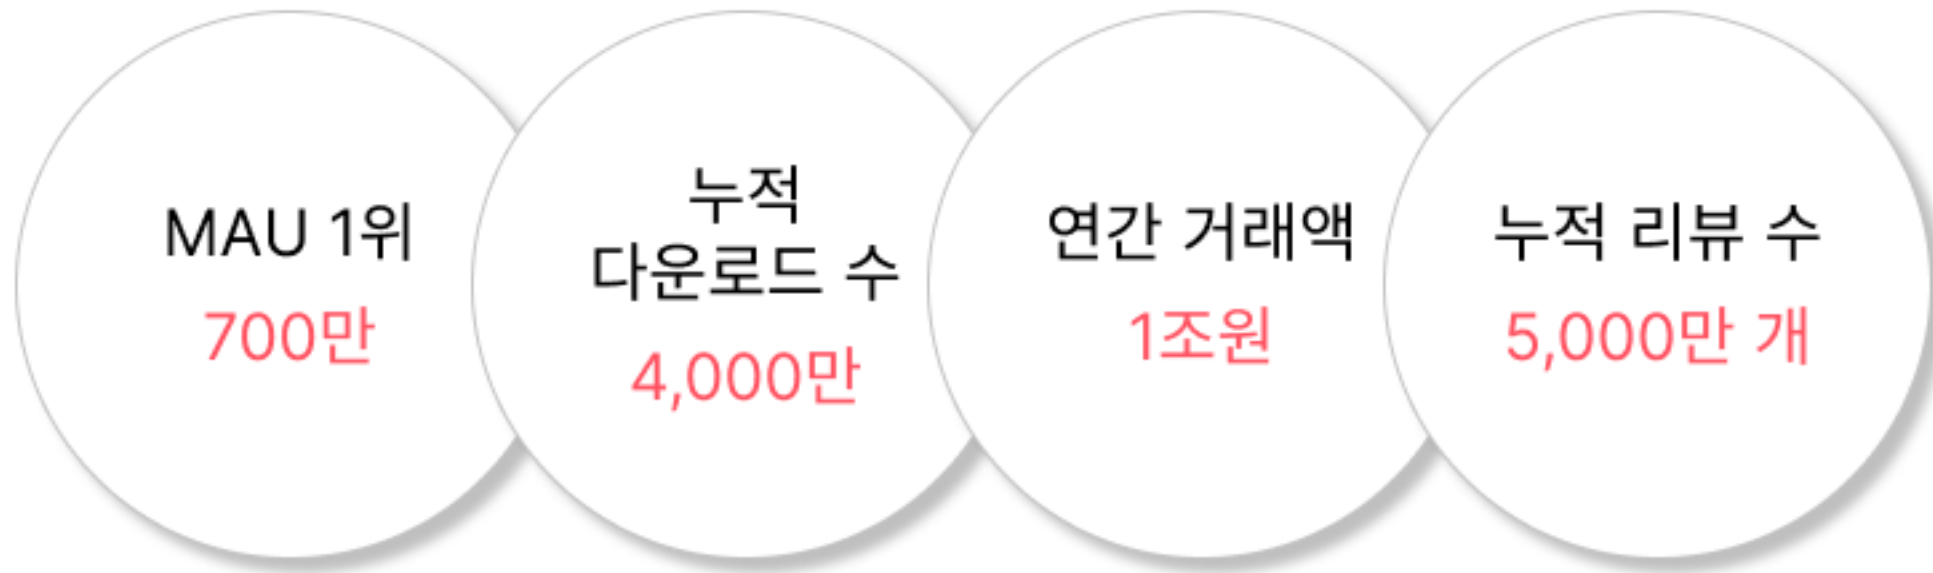 MAU 1위
700만
누적
다운로드 수
4,000만
연간 거래액
1조원
누적 리뷰 수
5,000만 개